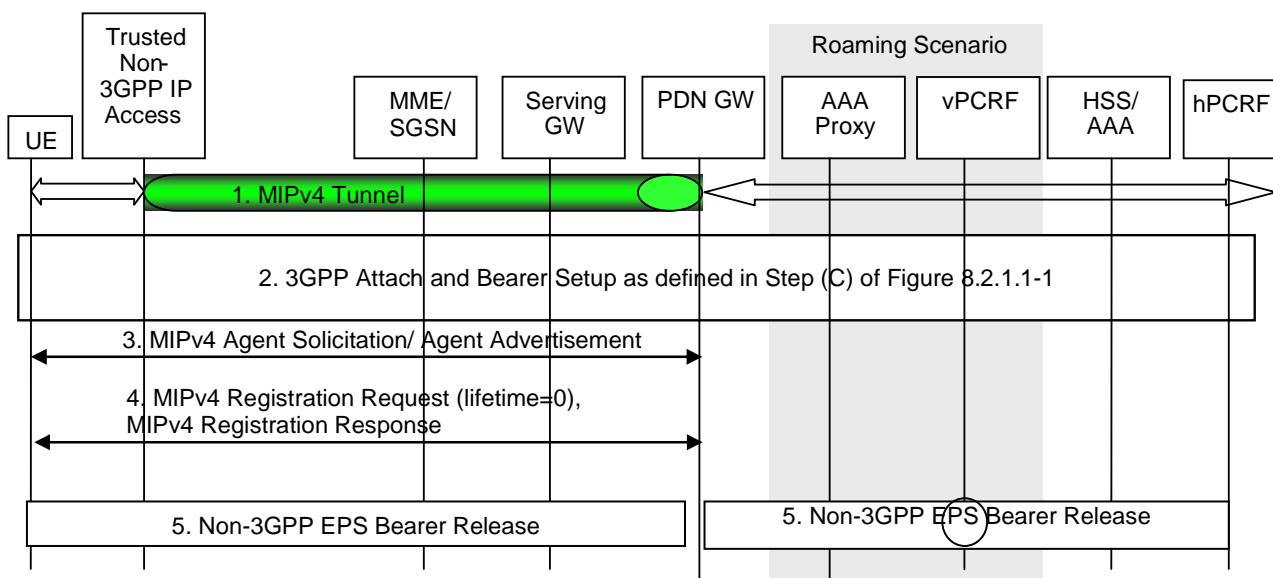 Roaming Scenario
UE
Trusted
Non-
3GPP IP
Access
MME/
SGSN
Serving
GW
PDN GW
AAA
Proxy
vPCRF
HSS/
AAA
hPCRF
1. MIPv4 Tunnel
2. 3GPP Attach and Bearer Setup as defined in Step (C) of Figure 8.2.1.1-1
3. MIPv4 Agent Solicitation/ Agent Advertisement
4. MIPv4 Registration Request (lifetime=0),
MIPv4 Registration Response
5. Non-3GPP EPS Bearer Release
5. Non-3GPP EPS Bearer Release